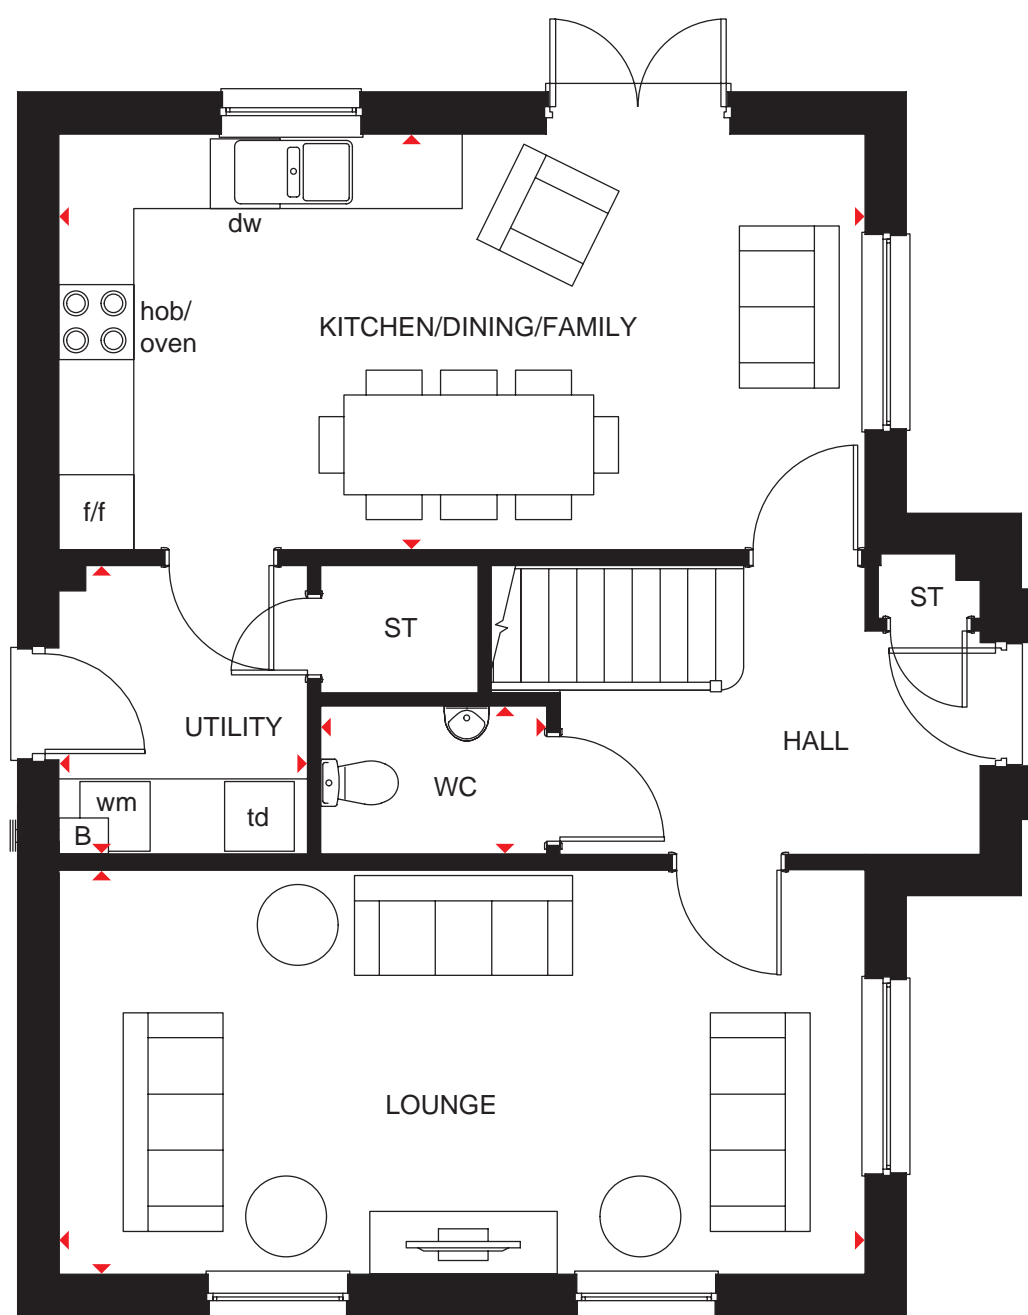 dw
hob/
oven
KITCHEN/DINING/FAMILY
f/f
ST
ST
UTILITY
HALL
WC
wm
td
B
LOUNGE